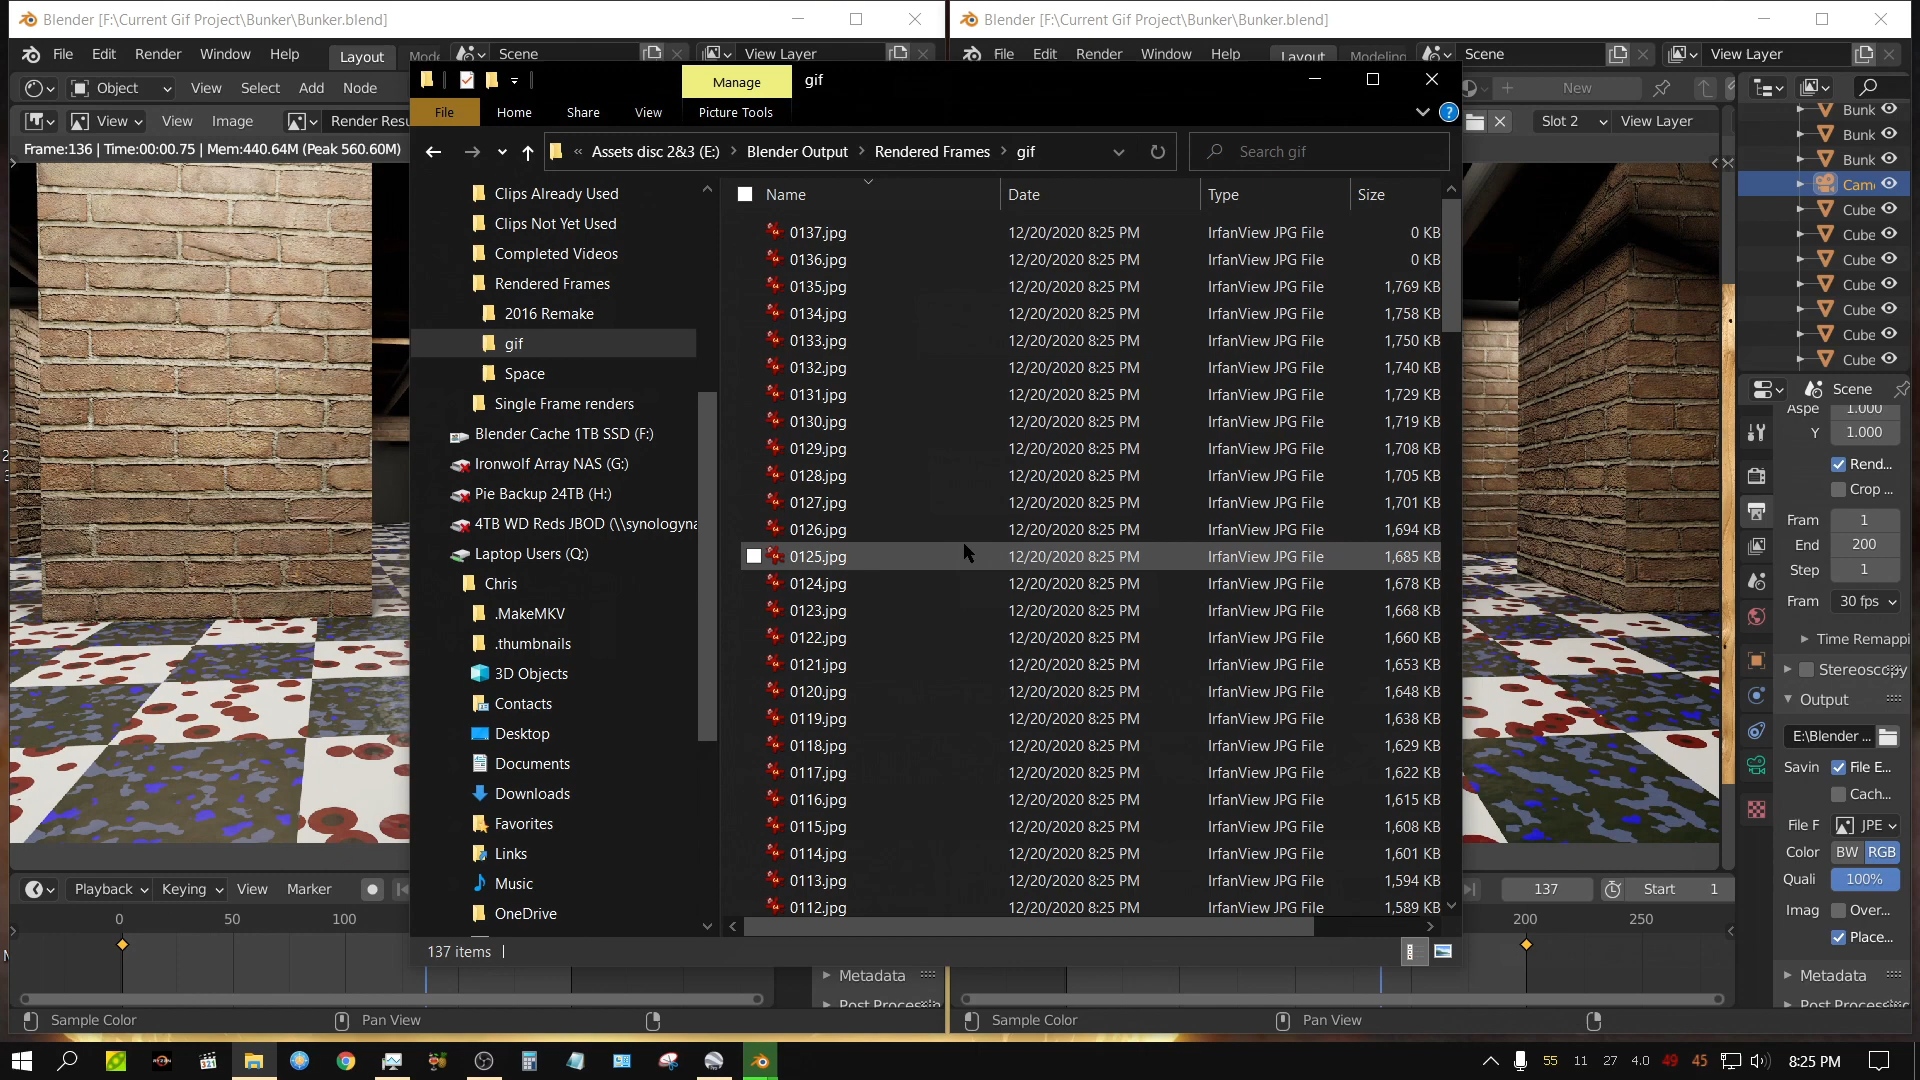 Blender [F:\Current Gif Project\Bunker\Bunker.blend]
Blender [F:\Current Gif Project\Bunker\Bunker.blend]
File Edit Render Window Help Layout Scene View Layer
File Edit Render Window Help Layout Modeling Scene View Layer
Object View Select Add Node
New
View View Image Render Resu
Slot 2 View Layer
Frame:136 | Time:00:00.75 | Mem:440.64M (Peak 560.60M)
Manage gif
File Home Share View Picture Tools
« Assets disc 2&3 (E:) > Blender Output > Rendered Frames > gif
Search gif
Clips Already Used
Clips Not Yet Used
Completed Videos
Rendered Frames
2016 Remake
gif
Space
Single Frame renders
Blender Cache 1TB SSD (F:)
Ironwolf Array NAS (G:)
Pie Backup 24TB (H:)
4TB WD Reds JBOD (\\synologyna
Laptop Users (Q:)
Chris
.MakeMKV
.thumbnails
3D Objects
Contacts
Desktop
Documents
Downloads
Favorites
Links
Music
OneDrive
Name Date Type Size
0137.jpg 12/20/2020 8:25 PM IrfanView JPG File 0 KB
0136.jpg 12/20/2020 8:25 PM IrfanView JPG File 0 KB
0135.jpg 12/20/2020 8:25 PM IrfanView JPG File 1,769 KB
0134.jpg 12/20/2020 8:25 PM IrfanView JPG File 1,758 KB
0133.jpg 12/20/2020 8:25 PM IrfanView JPG File 1,750 KB
0132.jpg 12/20/2020 8:25 PM IrfanView JPG File 1,740 KB
0131.jpg 12/20/2020 8:25 PM IrfanView JPG File 1,729 KB
0130.jpg 12/20/2020 8:25 PM IrfanView JPG File 1,719 KB
0129.jpg 12/20/2020 8:25 PM IrfanView JPG File 1,708 KB
0128.jpg 12/20/2020 8:25 PM IrfanView JPG File 1,705 KB
0127.jpg 12/20/2020 8:25 PM IrfanView JPG File 1,701 KB
0126.jpg 12/20/2020 8:25 PM IrfanView JPG File 1,694 KB
0125.jpg 12/20/2020 8:25 PM IrfanView JPG File 1,685 KB
0124.jpg 12/20/2020 8:25 PM IrfanView JPG File 1,678 KB
0123.jpg 12/20/2020 8:25 PM IrfanView JPG File 1,668 KB
0122.jpg 12/20/2020 8:25 PM IrfanView JPG File 1,660 KB
0121.jpg 12/20/2020 8:25 PM IrfanView JPG File 1,653 KB
0120.jpg 12/20/2020 8:25 PM IrfanView JPG File 1,648 KB
0119.jpg 12/20/2020 8:25 PM IrfanView JPG File 1,638 KB
0118.jpg 12/20/2020 8:25 PM IrfanView JPG File 1,629 KB
0117.jpg 12/20/2020 8:25 PM IrfanView JPG File 1,622 KB
0116.jpg 12/20/2020 8:25 PM IrfanView JPG File 1,615 KB
0115.jpg 12/20/2020 8:25 PM IrfanView JPG File 1,608 KB
0114.jpg 12/20/2020 8:25 PM IrfanView JPG File 1,601 KB
0113.jpg 12/20/2020 8:25 PM IrfanView JPG File 1,594 KB
0112.jpg 12/20/2020 8:25 PM IrfanView JPG File 1,589 KB
137 items
Bunk
Bunk
Bunk
Cam
Cube
Cube
Cube
Cube
Cube
Cube
Cube
Scene
Aspe 1.000
Y 1.000
Rend...
Crop ...
Fram 1
End 200
Step 1
Fram 30 fps
Time Remappi
Stereoscopy
Output
E:\Blender ...
Savin File E...
Cach...
File F JPE
Color BW RGB
Quali 100%
Imag Over...
Place...
Metadata
Post Processing
Playback Keying View Marker
0 50 100
137 Start 1
200 250
Metadata
Post Processin
Sample Color Pan View
Sample Color Pan View
55 11 27 4.0 49 45 8:25 PM